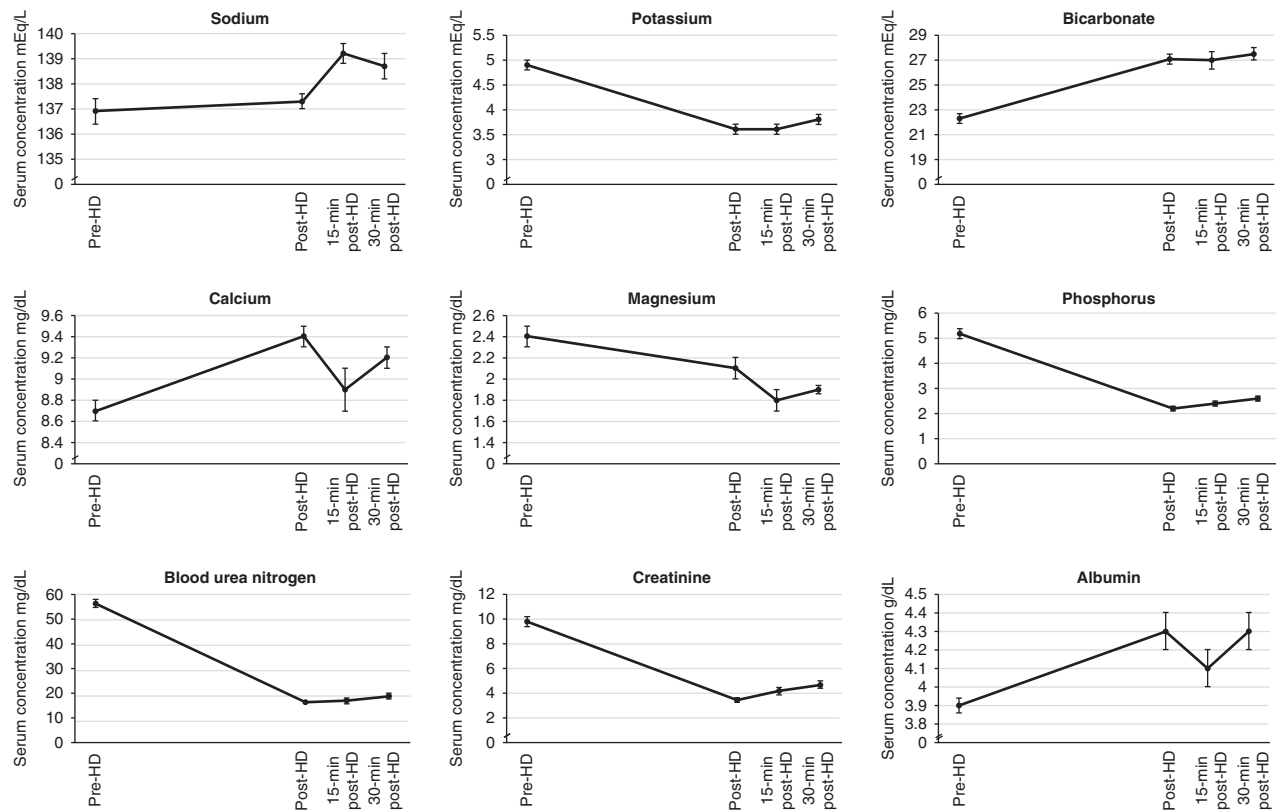 Sodium
Serum concentration mEq/L
140
139
138
137
136
135
0
Pre-HD
Post-HD
15-min
post-HD
30-min
post-HD
Potassium
Serum concentration mEq/L
5.5
5
4.5
4
3.5
3
0
Pre-HD
Post-HD
15-min
post-HD
30-min
post-HD
Bicarbonate
Serum concentration mEq/L
29
27
25
23
21
19
0
Pre-HD
Post-HD
15-min
post-HD
30-min
post-HD
Calcium
Serum concentration mg/dL
9.6
9.4
9.2
9
8.8
8.6
8.4
0
Pre-HD
Post-HD
15-min
post-HD
30-min
post-HD
Magnesium
Serum concentration mg/dL
2.6
2.4
2.2
2
1.8
1.6
1.4
0
Pre-HD
Post-HD
15-min
post-HD
30-min
post-HD
Phosphorus
Serum concentration mg/dL
6
5
4
3
2
1
0
Pre-HD
Post-HD
15-min
post-HD
30-min
post-HD
Blood urea nitrogen
Serum concentration mg/dL
60
50
40
30
20
10
0
Pre-HD
Post-HD
15-min
post-HD
30-min
post-HD
Creatinine
Serum concentration mg/dL
12
10
8
6
4
2
0
Pre-HD
Post-HD
15-min
post-HD
30-min
post-HD
Albumin
Serum concentration g/dL
4.5
4.4
4.3
4.2
4.1
4
3.9
3.8
0
Pre-HD
Post-HD
15-min
post-HD
30-min
post-HD